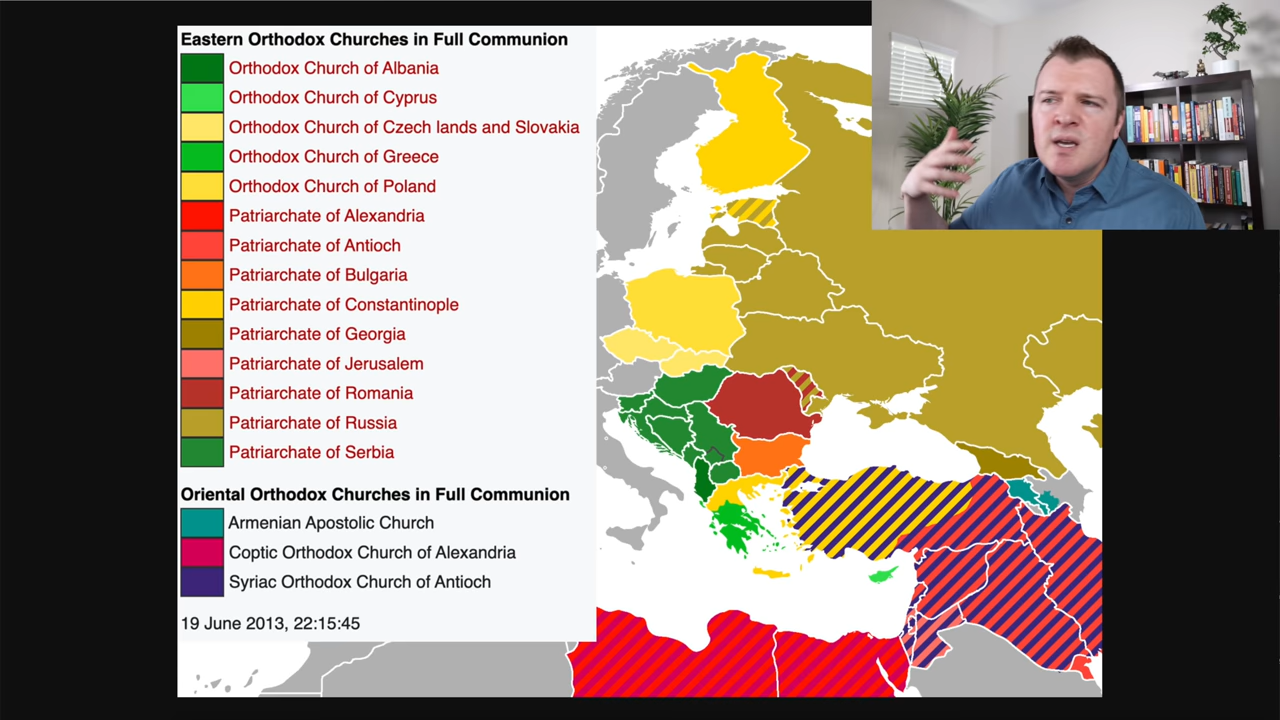 Eastern Orthodox Churches in Full Communion
Orthodox Church of Albania
Orthodox Church of Cyprus
Orthodox Church of Czech lands and Slovakia
Orthodox Church of Greece
Orthodox Church of Poland
Patriarchate of Alexandria
Patriarchate of Antioch
Patriarchate of Bulgaria
Patriarchate of Constantinople
Patriarchate of Georgia
Patriarchate of Jerusalem
Patriarchate of Romania
Patriarchate of Russia
Patriarchate of Serbia
Oriental Orthodox Churches in Full Communion
Armenian Apostolic Church
Coptic Orthodox Church of Alexandria
Syriac Orthodox Church of Antioch
19 June 2013, 22:15:45